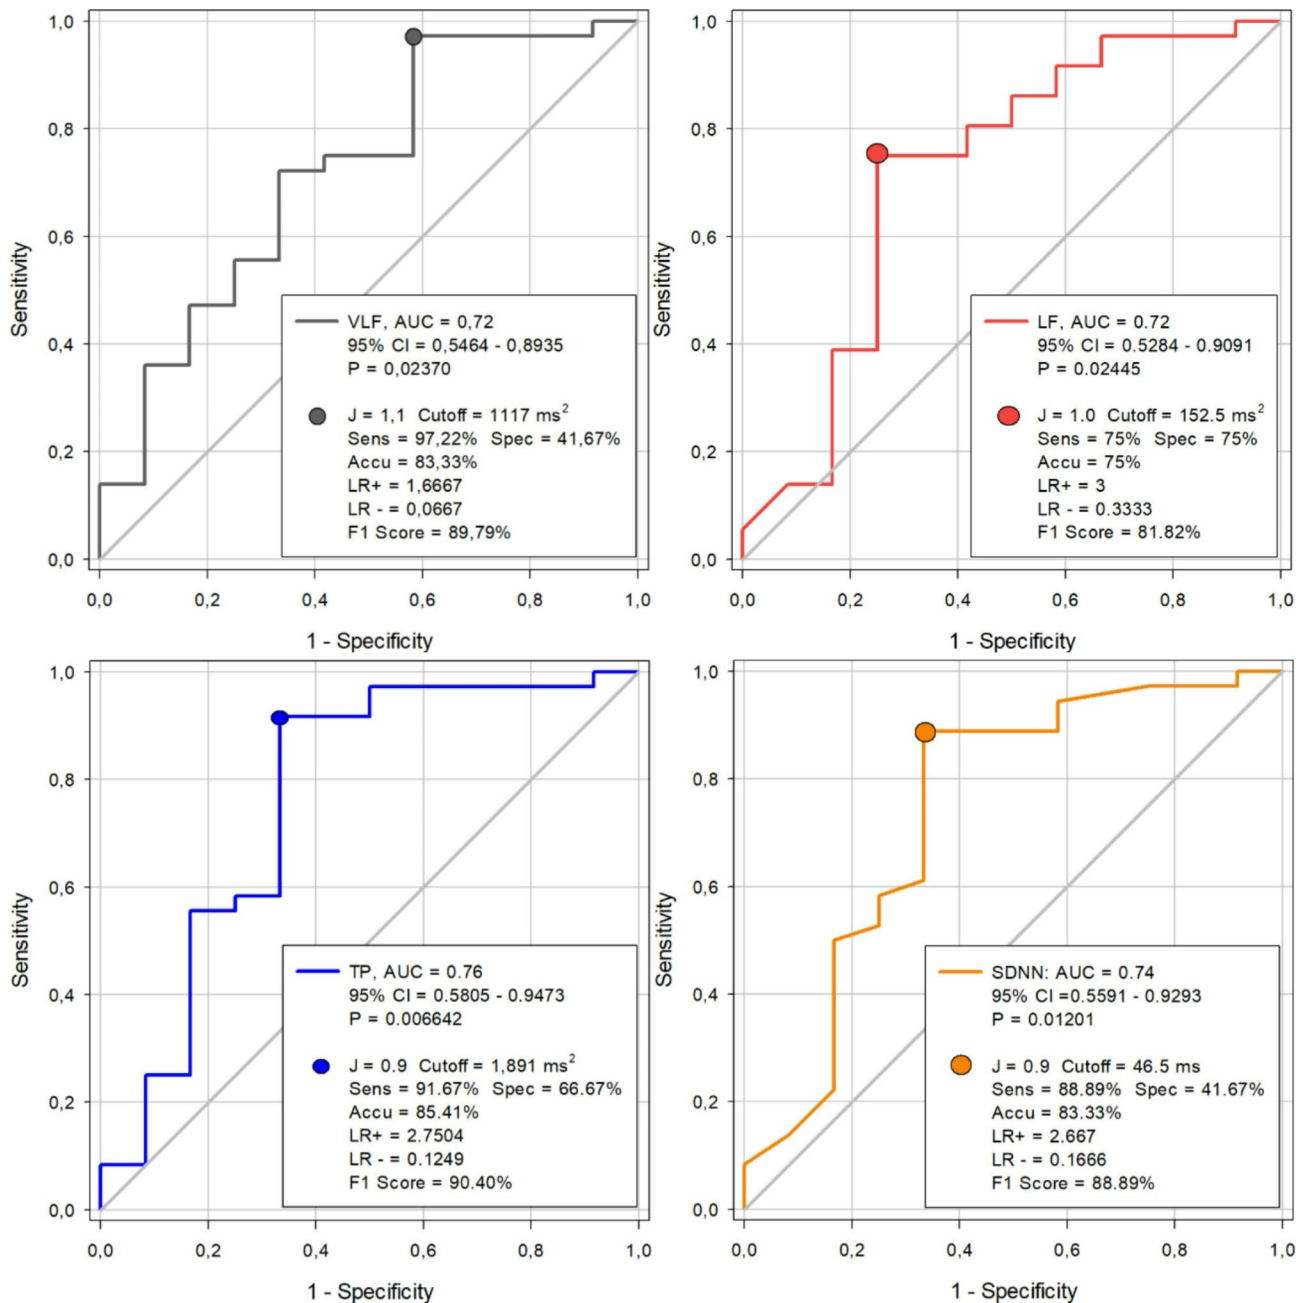 1,0
0,8
0,6
0,4
0,2
0,0
Sensitivity
VLF, AUC = 0,72
95% CI = 0,5464 - 0,8935
P = 0,02370
J = 1,1 Cutoff = 1117 ms²
Sens = 97,22% Spec = 41,67%
Accu = 83,33%
LR+ = 1,6667
LR - = 0,0667
F1 Score = 89,79%
0,0 0,2 0,4 0,6 0,8 1,0
1 - Specificity
1,0
0,8
0,6
0,4
0,2
0,0
Sensitivity
LF, AUC = 0.72
95% CI = 0.5284 - 0.9091
P = 0.02445
J = 1.0 Cutoff = 152.5 ms²
Sens = 75% Spec = 75%
Accu = 75%
LR+ = 3
LR - = 0.3333
F1 Score = 81.82%
0,0 0,2 0,4 0,6 0,8 1,0
1 - Specificity
1,0
0,8
0,6
0,4
0,2
0,0
Sensitivity
TP, AUC = 0.76
95% CI = 0.5805 - 0.9473
P = 0.006642
J = 0.9 Cutoff = 1,891 ms²
Sens = 91.67% Spec = 66.67%
Accu = 85.41%
LR+ = 2.7504
LR - = 0.1249
F1 Score = 90.40%
0,0 0,2 0,4 0,6 0,8 1,0
1 - Specificity
1,0
0,8
0,6
0,4
0,2
0,0
Sensitivity
SDNN: AUC = 0.74
95% CI =0.5591 - 0.9293
P = 0.01201
J = 0.9 Cutoff = 46.5 ms
Sens = 88.89% Spec = 41.67%
Accu = 83.33%
LR+ = 2.667
LR - = 0.1666
F1 Score = 88.89%
0,0 0,2 0,4 0,6 0,8 1,0
1 - Specificity